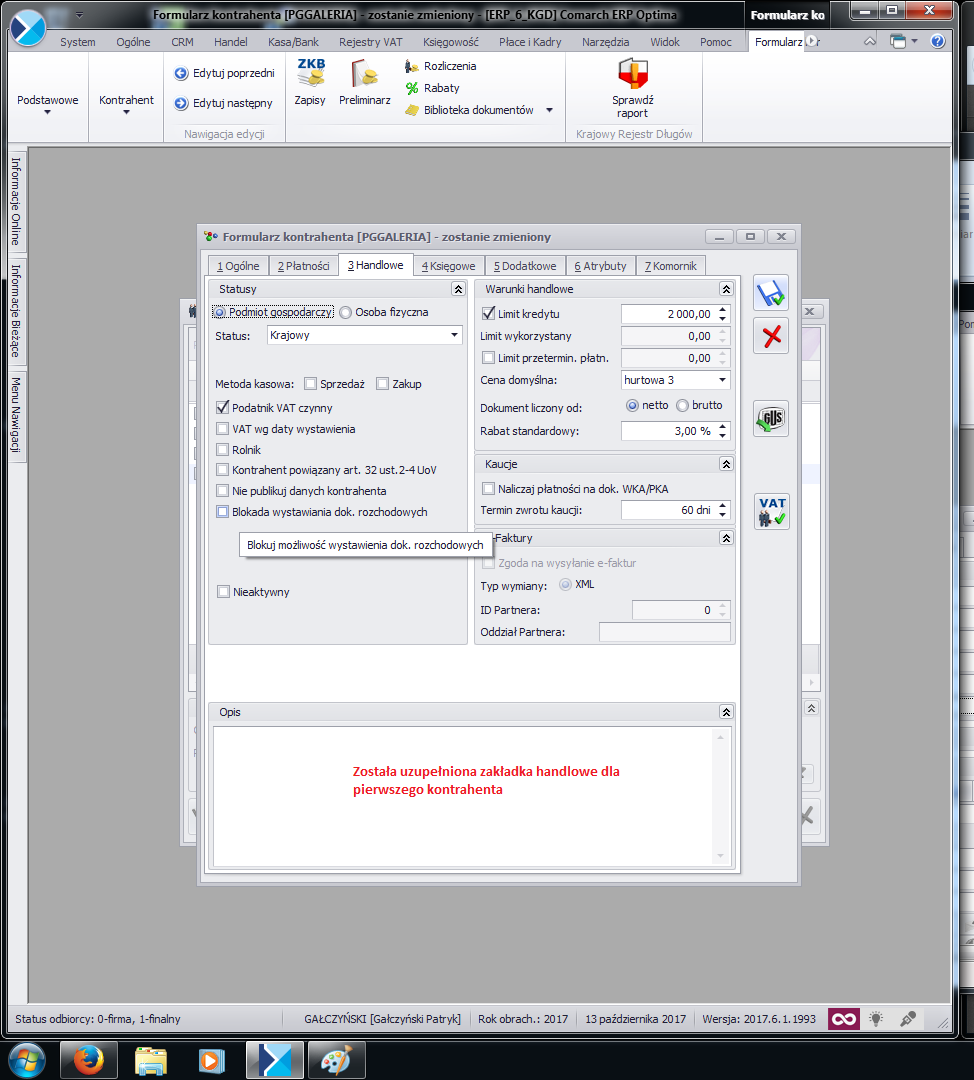 Formularz kontrahenta [PGGALERIA] - zostanie zmieniony - [ERP_6_KGD] Comarch ERP Optima
Formularz ko
System Ogólne CRM Handel Kasa/Bank Rejestry VAT Księgowość Płace i Kadry Narzędzia Widok Pomoc Formularz
Podstawowe
Kontrahent
Edytuj poprzedni
Edytuj następny
Nawigacja edycji
ZKB
Zapisy
Preliminarz
Rozliczenia
Rabaty
Biblioteka dokumentów
Sprawdź
raport
Krajowy Rejestr Długów
Informacje Online
Informacje Bieżące
Menu Nawigacji
Formularz kontrahenta [PGGALERIA] - zostanie zmieniony
1 Ogólne 2 Płatności 3 Handlowe 4 Księgowe 5 Dodatkowe 6 Atrybuty 7 Komornik
Statusy
Podmiot gospodarczy Osoba fizyczna
Status: Krajowy
Metoda kasowa: Sprzedaż Zakup
Podatnik VAT czynny
VAT wg daty wystawienia
Rolnik
Kontrahent powiązany art. 32 ust.2-4 UoV
Nie publikuj danych kontrahenta
Blokada wystawiania dok. rozchodowych
Blokuj możliwość wystawienia dok. rozchodowych
Nieaktywny
Warunki handlowe
Limit kredytu 2 000,00
Limit wykorzystany 0,00
Limit przetermin. płatn. 0,00
Cena domyślna: hurtowa 3
Dokument liczony od: netto brutto
Rabat standardowy: 3,00 %
Kaucje
Naliczaj płatności na dok. WKA/PKA
Termin zwrotu kaucji: 60 dni
-Faktury
Zgoda na wysyłanie e-faktur
Typ wymiany: XML
ID Partnera: 0
Oddział Partnera:
GUS
VAT
Opis
Została uzupełniona zakładka handlowe dla
pierwszego kontrahenta
Status odbiorcy: 0-firma, 1-finalny
GAŁCZYŃSKI [Gałczyński Patryk]
Rok obrach.: 2017
13 października 2017
Wersja: 2017.6.1.1993